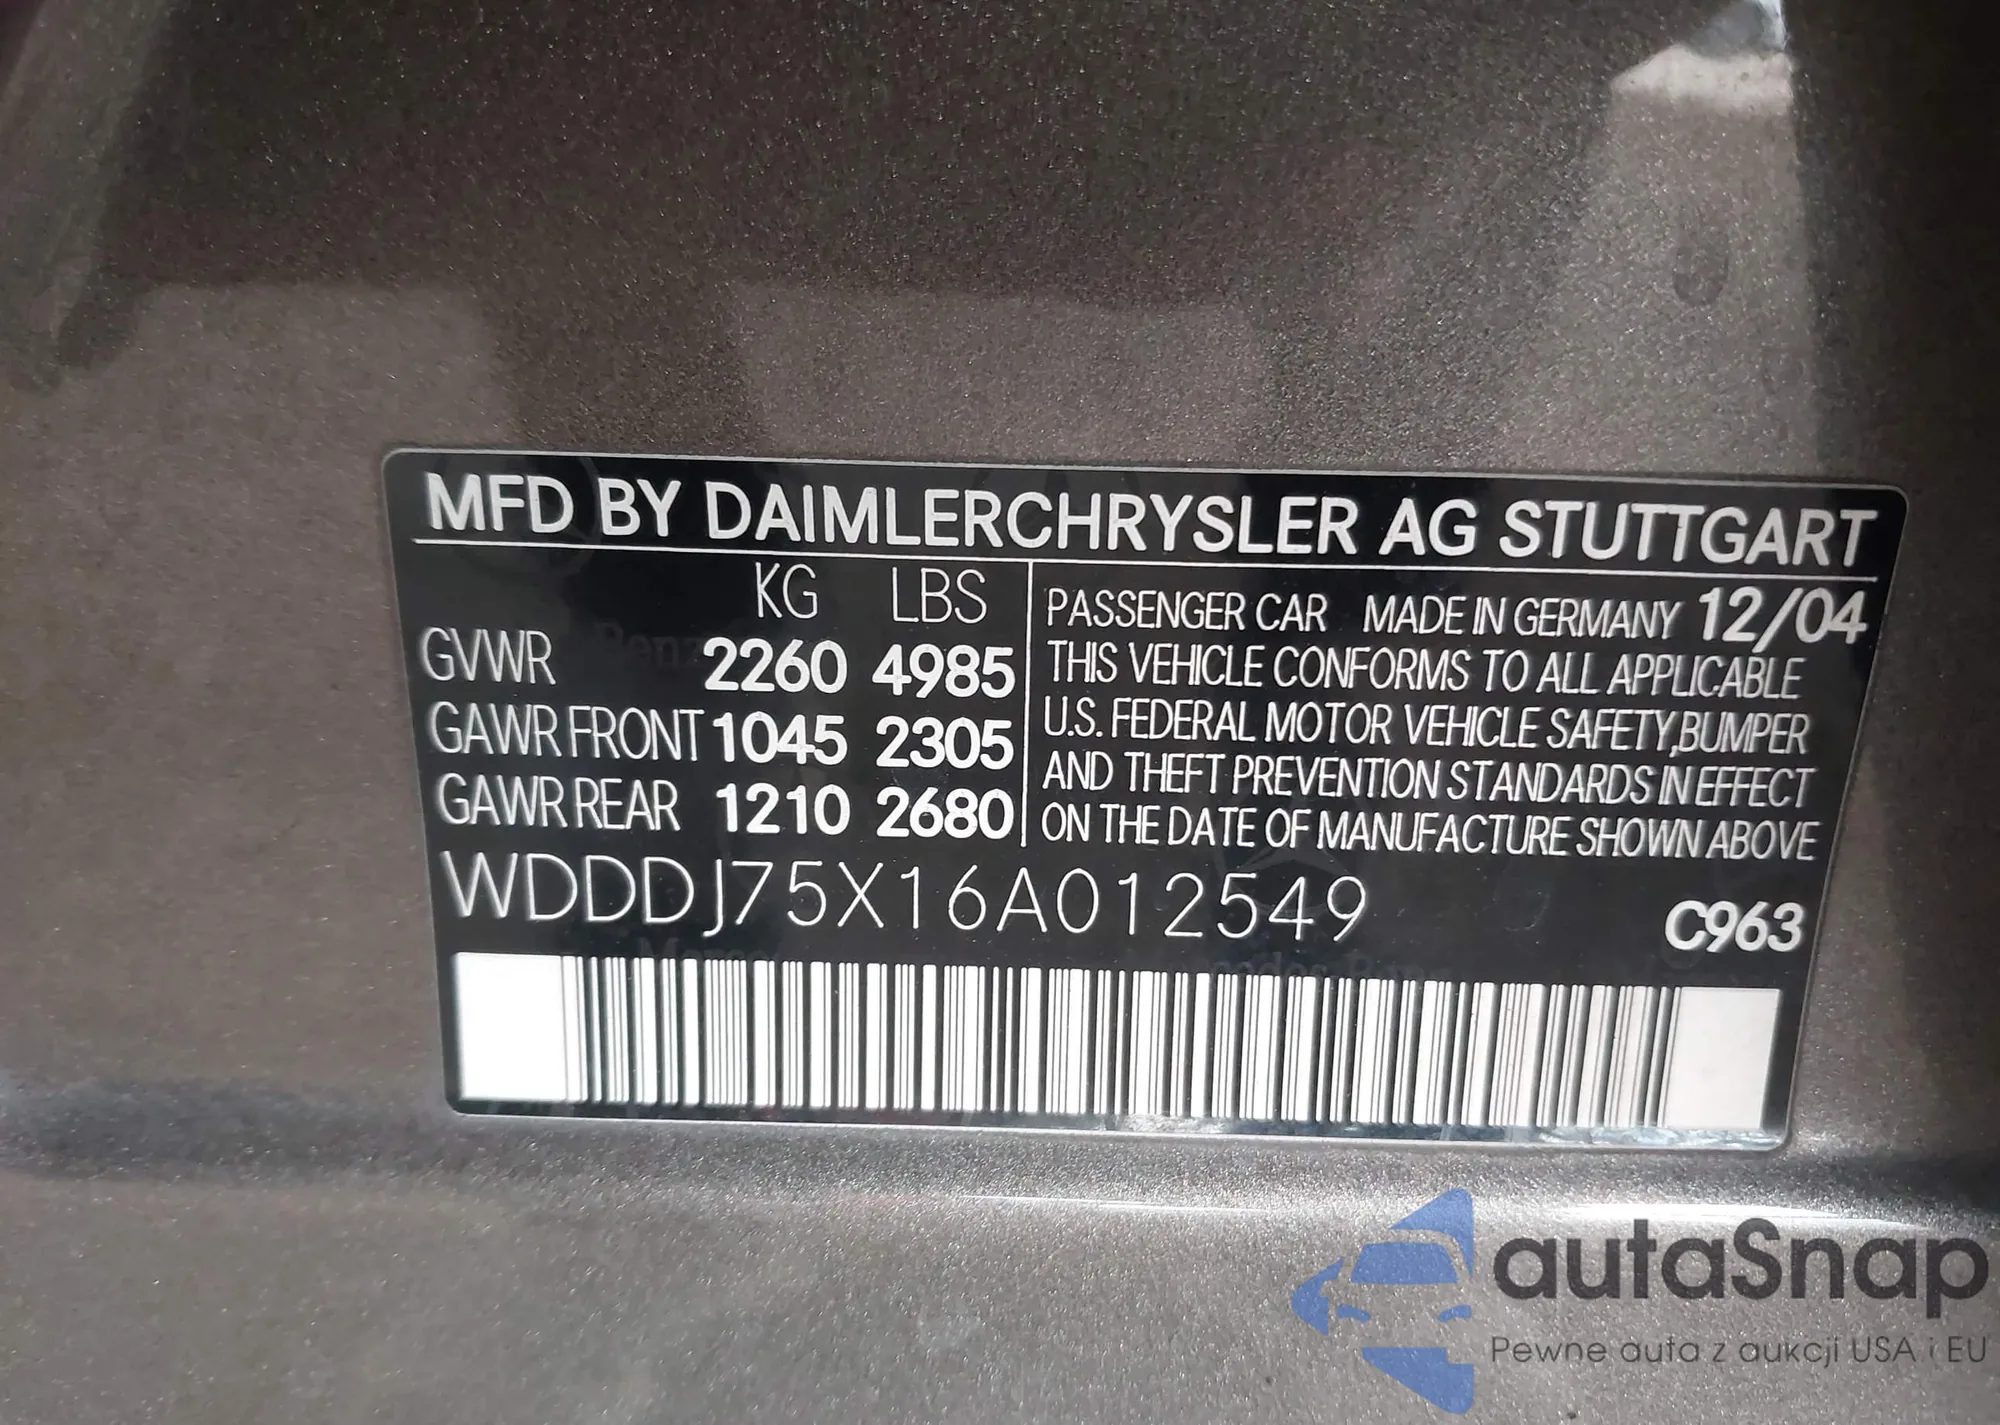 MFD BY DAIMLERCHRYSLER AG STUTTGART
KG LBS
GVWR 2260 4985
GAWR FRONT 1045 2305
GAWR REAR 1210 2680
PASSENGER CAR MADE IN GERMANY 12/04
THIS VEHICLE CONFORMS TO ALL APPLICABLE
U.S. FEDERAL MOTOR VEHICLE SAFETY,BUMPER
AND THEFT PREVENTION STANDARDS IN EFFECT
ON THE DATE OF MANUFACTURE SHOWN ABOVE
WDDDJ75X16A012549
C963
autaSnap
Pewne auta z aukcji USA i EU